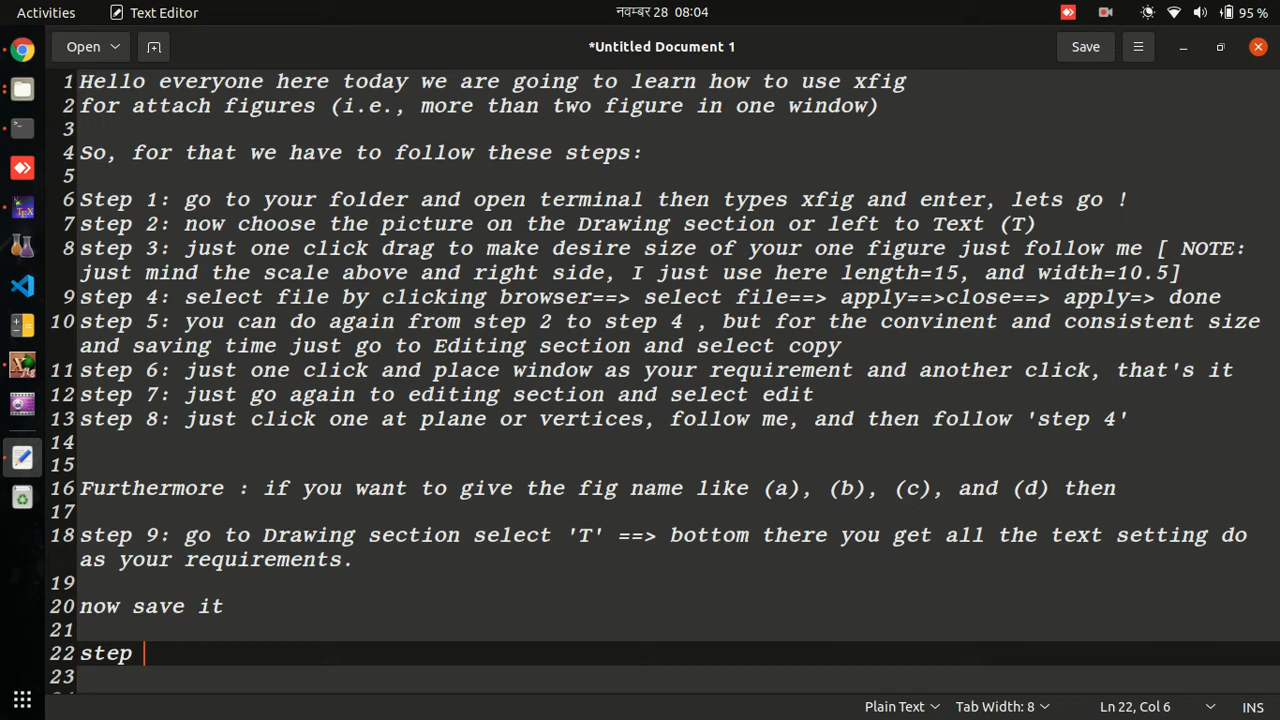 Activities
Text Editor
नवम्बर 28 08:04
95 %
Open
*Untitled Document 1
Save
1 Hello everyone here today we are going to learn how to use xfig
2 for attach figures (i.e., more than two figure in one window)
3
4 So, for that we have to follow these steps:
5
6 Step 1: go to your folder and open terminal then types xfig and enter, lets go !
7 step 2: now choose the picture on the Drawing section or left to Text (T)
8 step 3: just one click drag to make desire size of your one figure just follow me [ NOTE:
just mind the scale above and right side, I just use here length=15, and width=10.5]
9 step 4: select file by clicking browser==> select file==> apply==>close==> apply=> done
10 step 5: you can do again from step 2 to step 4 , but for the convinent and consistent size
and saving time just go to Editing section and select copy
11 step 6: just one click and place window as your requirement and another click, that's it
12 step 7: just go again to editing section and select edit
13 step 8: just click one at plane or vertices, follow me, and then follow 'step 4'
14
15
16 Furthermore : if you want to give the fig name like (a), (b), (c), and (d) then
17
18 step 9: go to Drawing section select 'T' ==> bottom there you get all the text setting do
as your requirements.
19
20 now save it
21
22 step
23
Plain Text
Tab Width: 8
Ln 22, Col 6
INS